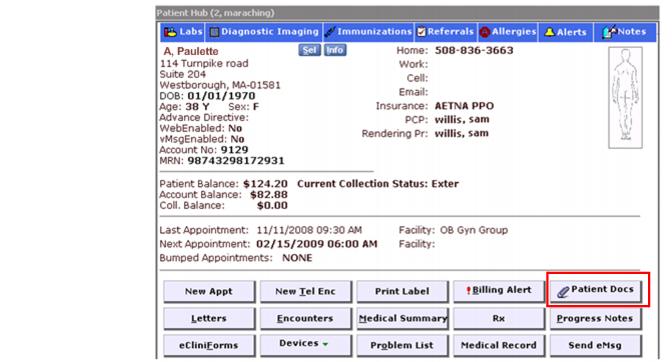 Patient Hub (2, maraching)
Labs Diagnostic Imaging Immunizations Referrals Allergies Alerts Notes
A, Paulette Sel Info Home: 508-836-3663
114 Turnpike road Work:
Suite 204 Cell:
Westborough, MA-01581 Email:
DOB: 01/01/1970
Age: 38 Y Sex: F Insurance: AETNA PPO
Advance Directive: PCP: willis, sam
WebEnabled: No Rendering Pr: willis, sam
vMsgEnabled: No
Account No: 9129
MRN: 98743298172931
Patient Balance: $124.20 Current Collection Status: Exter
Account Balance: $82.88
Coll. Balance: $0.00
Last Appointment: 11/11/2008 09:30 AM Facility: OB Gyn Group
Next Appointment: 02/15/2009 06:00 AM Facility:
Bumped Appointments: NONE
New Appt New Tel Enc Print Label Billing Alert Patient Docs
Letters Encounters Medical Summary Rx Progress Notes
eCliniForms Devices Problem List Medical Record Send eMsg